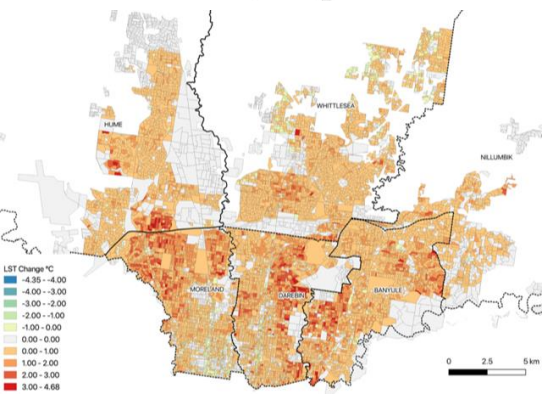 WHITTLESEA
HUME
NILLUMBIK
MORELAND
DAREBIN
BANYULE
LST Change °C
-4.35 - -4.00
-4.00 - -3.00
-3.00 - -2.00
-2.00 - -1.00
-1.00 - 0.00
0.00 - 0.00
0.00 - 1.00
1.00 - 2.00
2.00 - 3.00
3.00 - 4.68
0 2.5 5 km